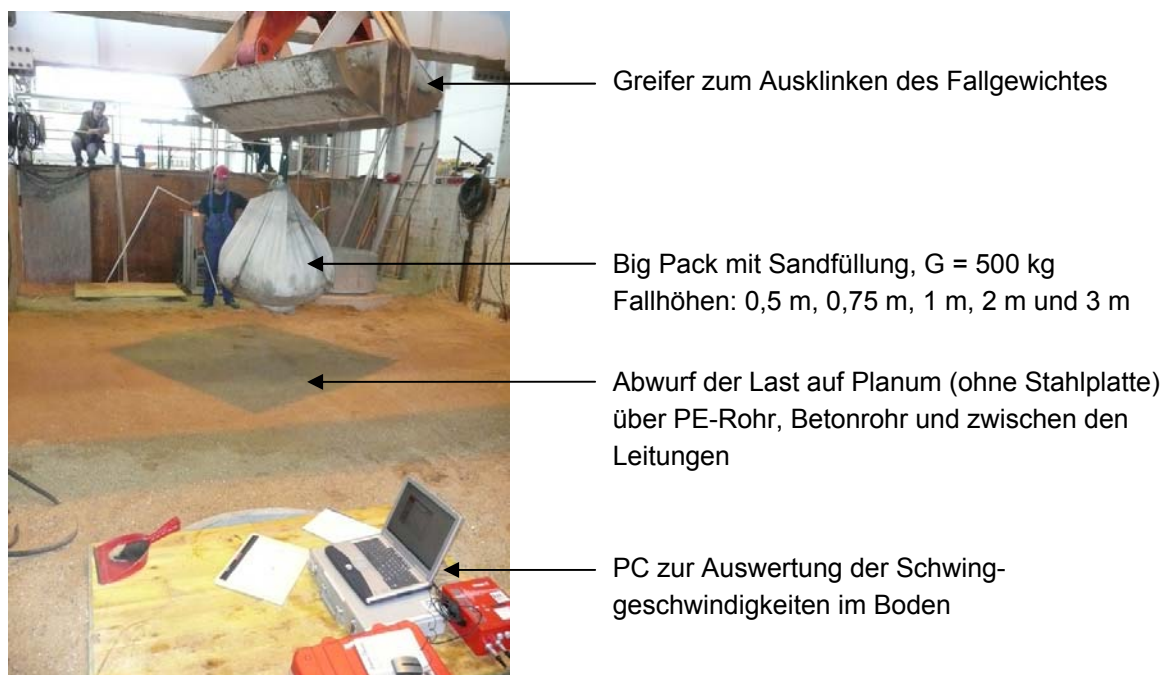 Greifer zum Ausklinken des Fallgewichtes
Big Pack mit Sandfüllung, G = 500 kg
Fallhöhen: 0,5 m, 0,75 m, 1 m, 2 m und 3 m
Abwurf der Last auf Planum (ohne Stahlplatte)
über PE-Rohr, Betonrohr und zwischen den
Leitungen
PC zur Auswertung der Schwing-
geschwindigkeiten im Boden